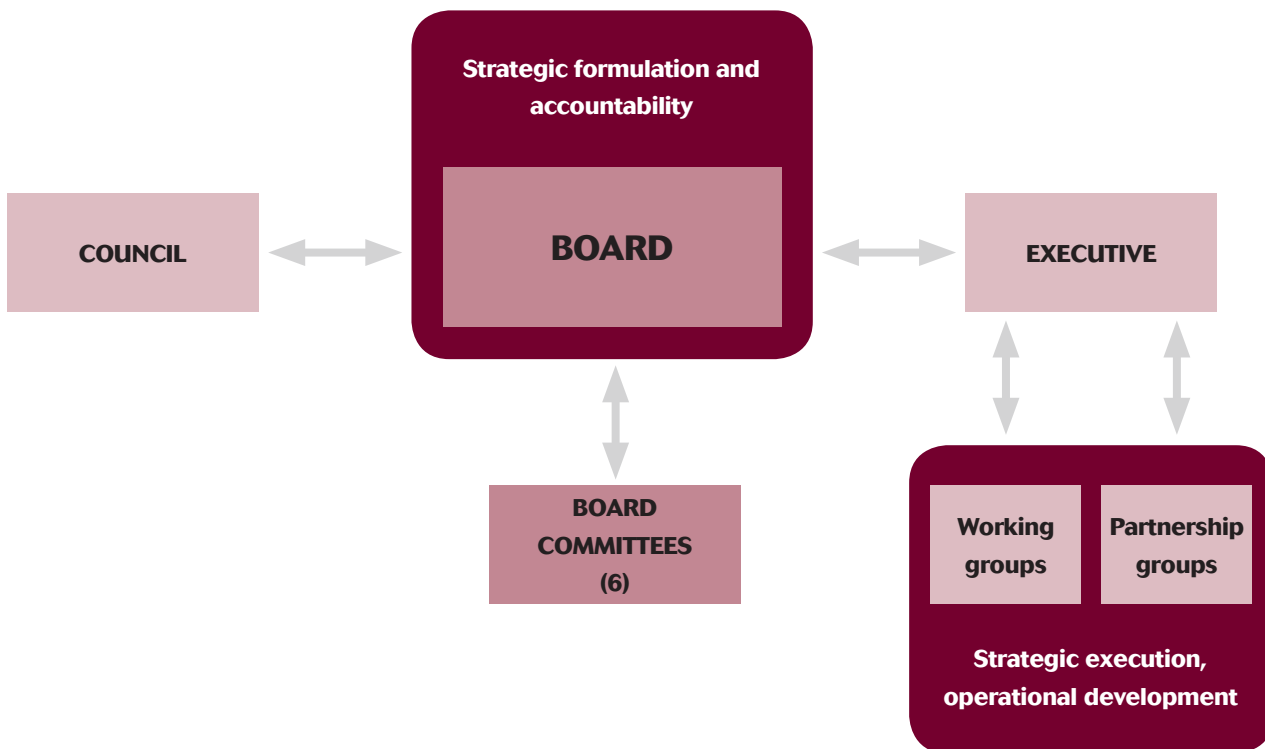 Strategic formulation and
accountability
COUNCIL
BOARD
EXECUTIVE
BOARD
COMMITTEES
(6)
Working
groups
Partnership
groups
Strategic execution,
operational development